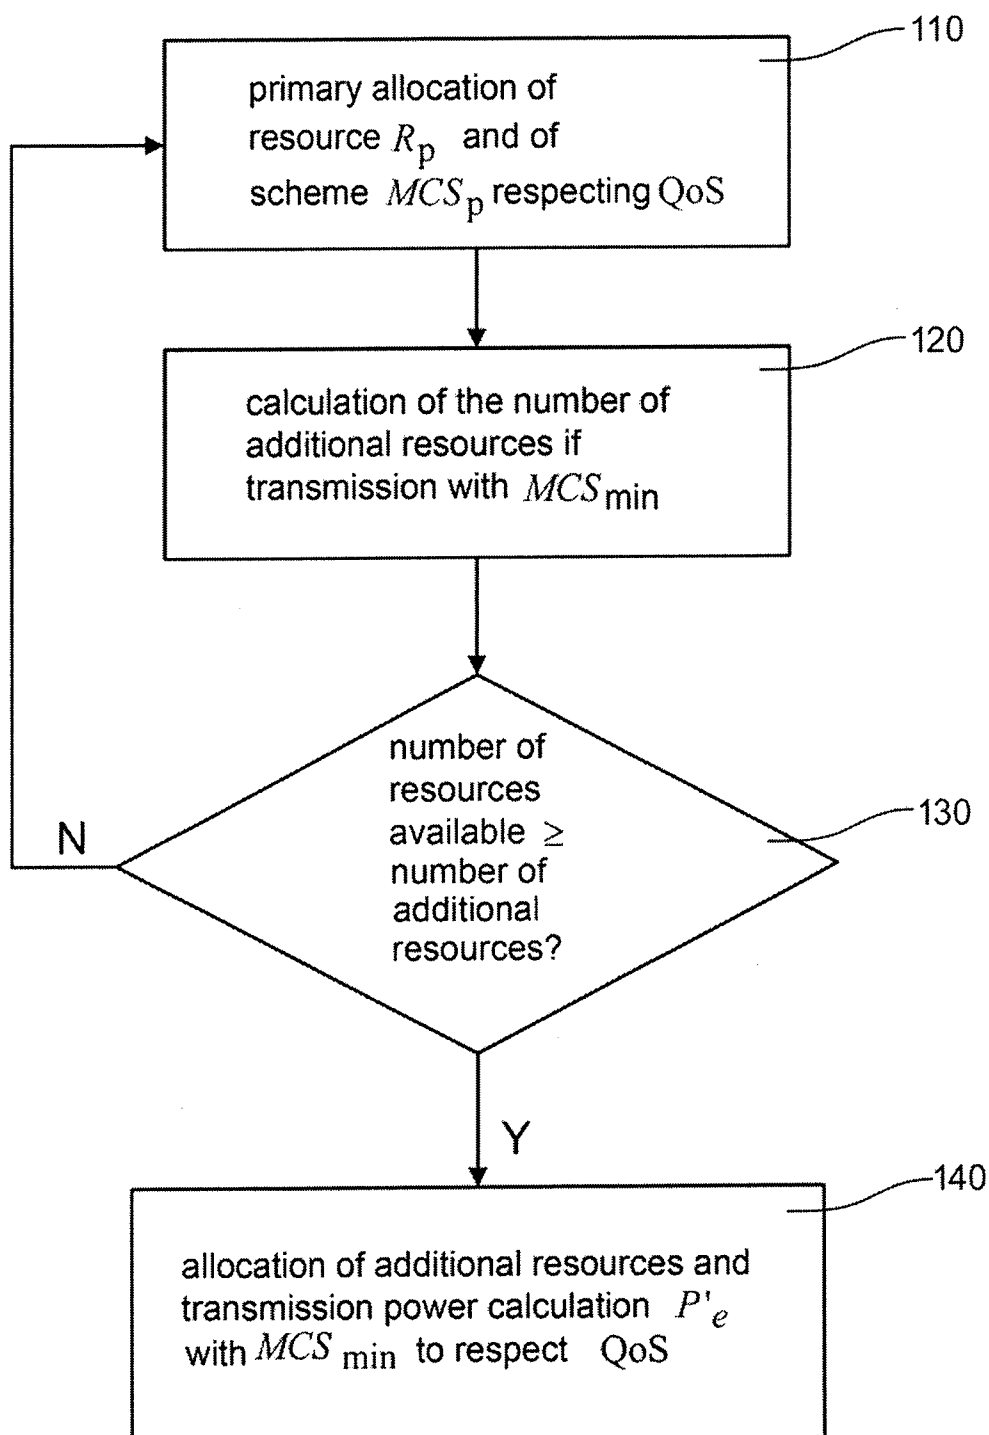 110
primary allocation of
resource Rp and of
scheme MCSp respecting QoS
120
calculation of the number of
additional resources if
transmission with MCSmin
number of
resources
available ≥
number of
additional
resources?
130
N
Y
140
allocation of additional resources and
transmission power calculation P'e
with MCSmin to respect QoS